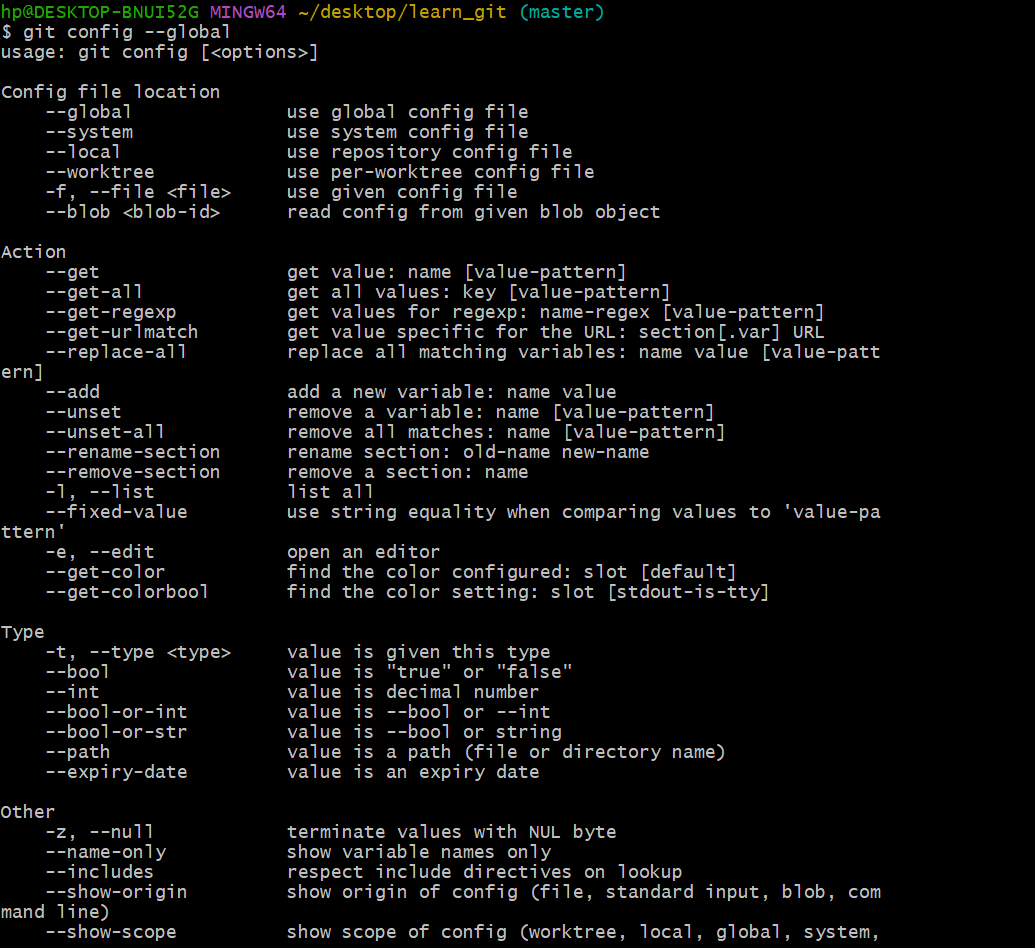 hp@DESKTOP-BNUI52G MINGW64 ~/desktop/learn_git (master)
$ git config --global
usage: git config [<options>]

Config file location
    --global              use global config file
    --system              use system config file
    --local               use repository config file
    --worktree            use per-worktree config file
    -f, --file <file>     use given config file
    --blob <blob-id>      read config from given blob object

Action
    --get                 get value: name [value-pattern]
    --get-all             get all values: key [value-pattern]
    --get-regexp          get values for regexp: name-regex [value-pattern]
    --get-urlmatch        get value specific for the URL: section[.var] URL
    --replace-all         replace all matching variables: name value [value-patt
ern]
    --add                 add a new variable: name value
    --unset               remove a variable: name [value-pattern]
    --unset-all           remove all matches: name [value-pattern]
    --rename-section      rename section: old-name new-name
    --remove-section      remove a section: name
    -l, --list            list all
    --fixed-value         use string equality when comparing values to 'value-pa
ttern'
    -e, --edit            open an editor
    --get-color           find the color configured: slot [default]
    --get-colorbool       find the color setting: slot [stdout-is-tty]

Type
    -t, --type <type>     value is given this type
    --bool                value is "true" or "false"
    --int                 value is decimal number
    --bool-or-int         value is --bool or --int
    --bool-or-str         value is --bool or string
    --path                value is a path (file or directory name)
    --expiry-date         value is an expiry date

Other
    -z, --null            terminate values with NUL byte
    --name-only           show variable names only
    --includes            respect include directives on lookup
    --show-origin         show origin of config (file, standard input, blob, com
mand line)
    --show-scope          show scope of config (worktree, local, global, system,